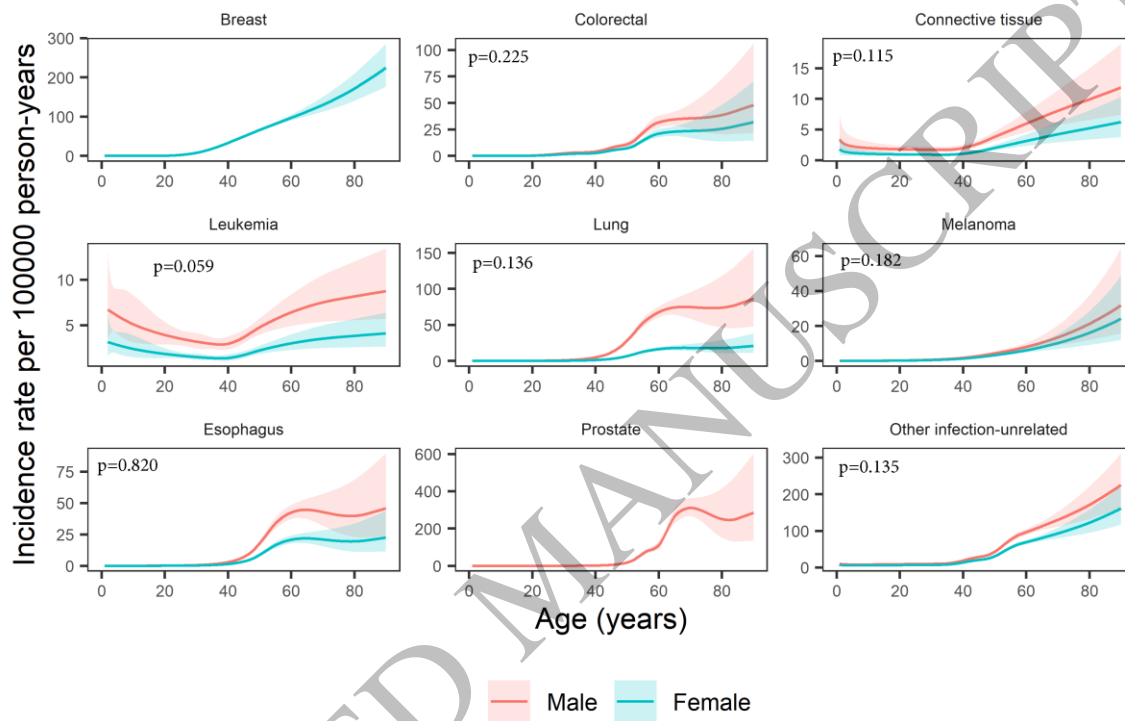 Incidence rate per 100000 person-years
Breast
300
200
100
0
0 20 40 60 80
Colorectal
p=0.225
100
75
50
25
0
0 20 40 60 80
Connective tissue
p=0.115
15
10
5
0
0 20 40 60 80
Leukemia
p=0.059
10
5
0 20 40 60 80
Lung
p=0.136
150
100
50
0
0 20 40 60 80
Melanoma
p=0.182
60
40
20
0
0 20 40 60 80
Esophagus
p=0.820
75
50
25
0
0 20 40 60 80
Prostate
600
400
200
0
0 20 40 60 80
Other infection-unrelated
p=0.135
300
200
100
0
0 20 40 60 80
Age (years)
Male Female
ED MANUSCRIPT